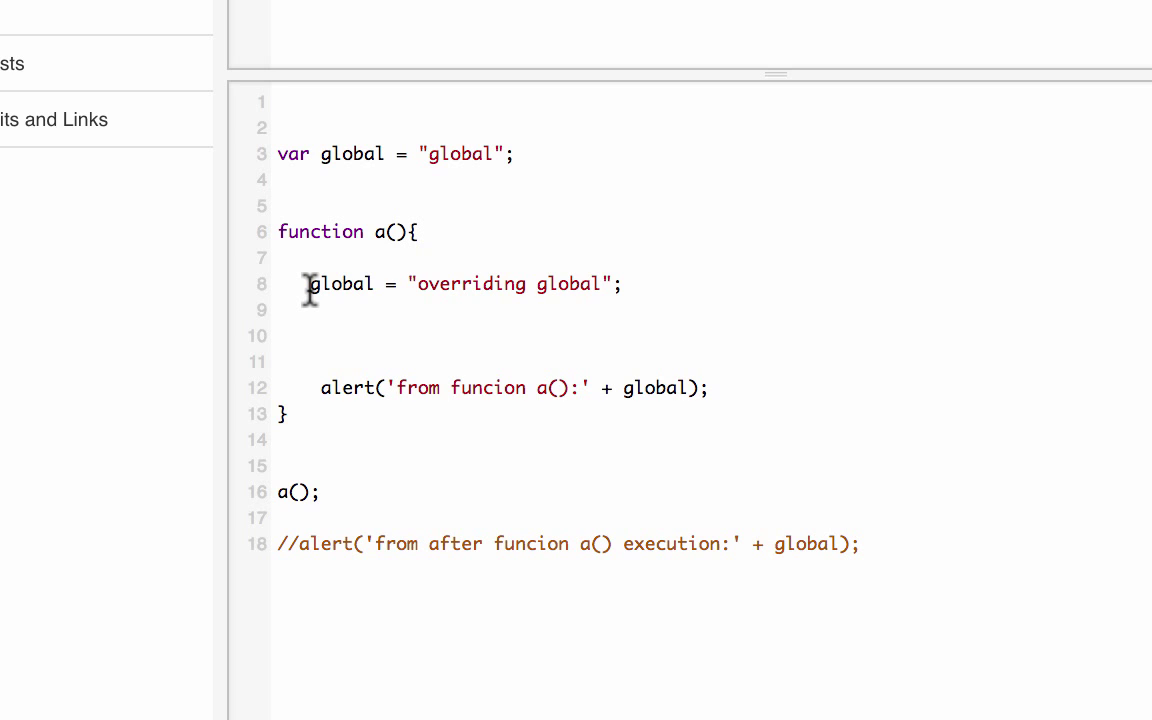 sts
its and Links
1
2
3 var global = "global";
4
5
6 function a(){
7
8 global = "overriding global";
9
10
11
12 alert('from funcion a():' + global);
13 }
14
15
16 a();
17
18 //alert('from after funcion a() execution:' + global);